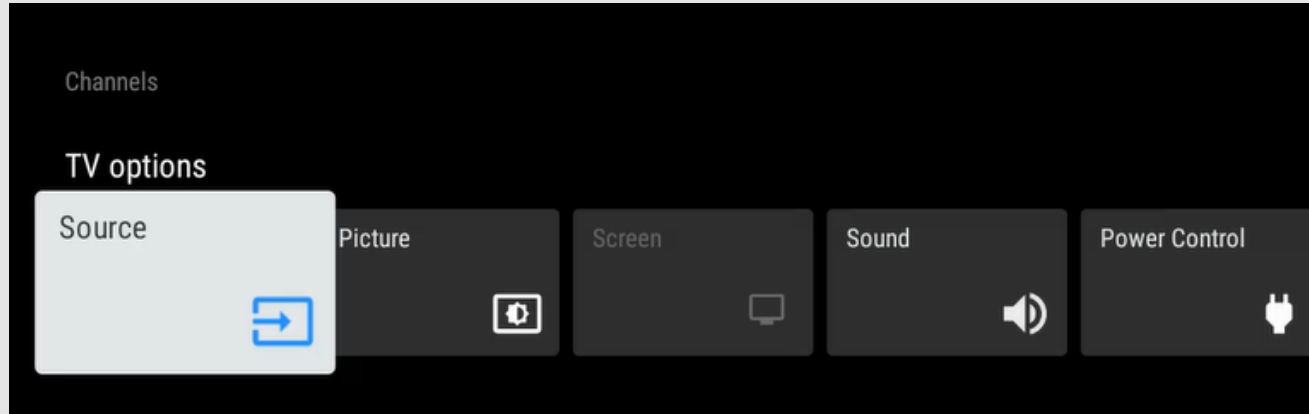 Channels
TV options
Source
Picture
Screen
Sound
Power Control